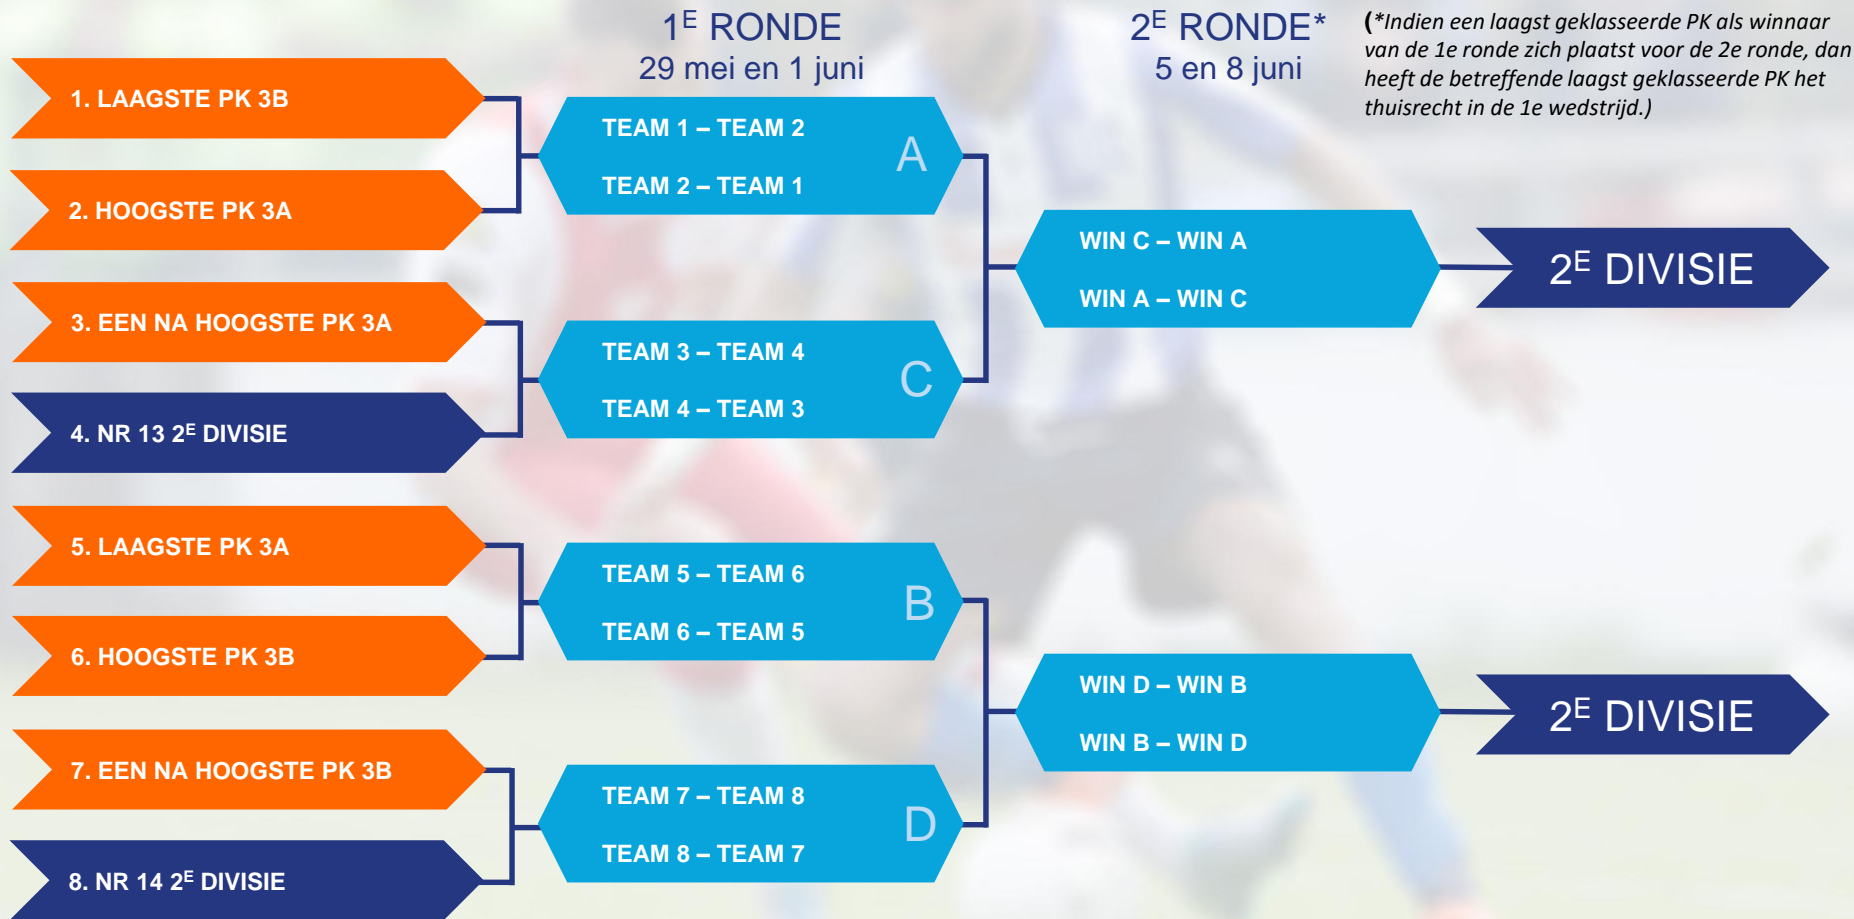 1E RONDE
29 mei en 1 juni
2E RONDE*
5 en 8 juni
(*Indien een laagst geklasseerde PK als winnaar
van de 1e ronde zich plaatst voor de 2e ronde, dan
heeft de betreffende laagst geklasseerde PK het
thuisrecht in de 1e wedstrijd.)
1. LAAGSTE PK 3B
2. HOOGSTE PK 3A
3. EEN NA HOOGSTE PK 3A
4. NR 13 2E DIVISIE
5. LAAGSTE PK 3A
6. HOOGSTE PK 3B
7. EEN NA HOOGSTE PK 3B
8. NR 14 2E DIVISIE
TEAM 1 – TEAM 2
TEAM 2 – TEAM 1
A
TEAM 3 – TEAM 4
TEAM 4 – TEAM 3
C
TEAM 5 – TEAM 6
TEAM 6 – TEAM 5
B
TEAM 7 – TEAM 8
TEAM 8 – TEAM 7
D
WIN C – WIN A
WIN A – WIN C
WIN D – WIN B
WIN B – WIN D
2E DIVISIE
2E DIVISIE